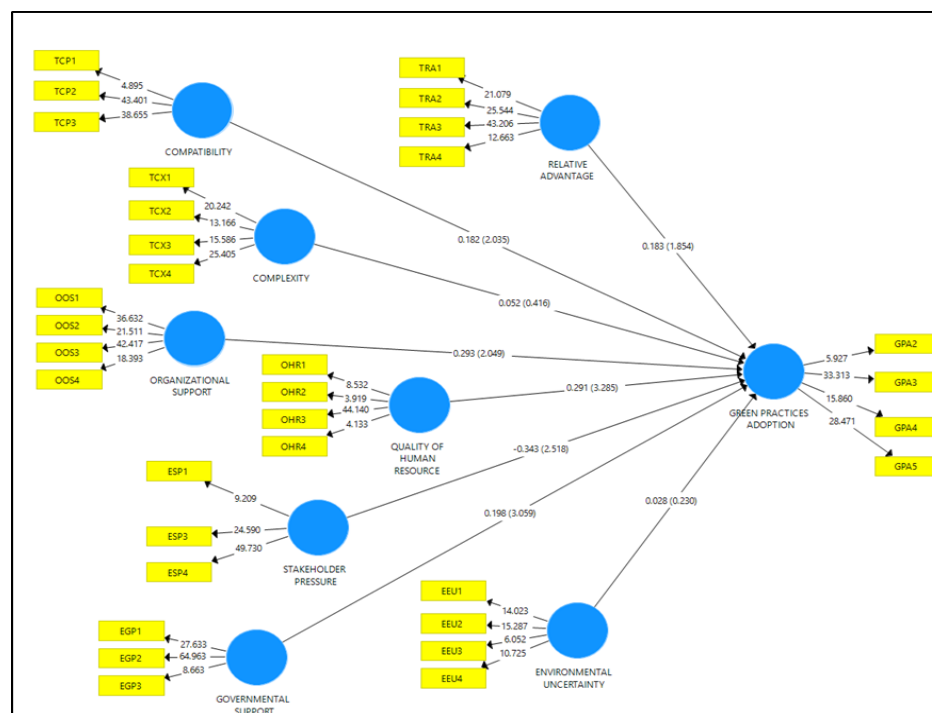 TCP1
4.895
TCP2
43.401
TCP3
38.655
COMPATIBILITY
TRA1
21.079
TRA2
25.544
TRA3
43.206
TRA4
12.663
RELATIVE
ADVANTAGE
TCX1
20.242
TCX2
13.166
TCX3
15.586
TCX4
25.405
COMPLEXITY
0.182 (2.035)
0.183 (1.854)
0.052 (0.416)
OOS1
36.632
OOS2
21.511
OOS3
42.417
OOS4
18.393
ORGANIZATIONAL
SUPPORT
0.293 (2.049)
OHR1
8.532
OHR2
3.919
OHR3
44.140
OHR4
4.133
QUALITY OF
HUMAN
RESOURCE
0.291 (3.285)
GREEN PRACTICES
ADOPTION
GPA2
5.927
GPA3
33.313
GPA4
15.860
GPA5
28.471
ESP1
9.209
ESP3
24.590
ESP4
49.730
STAKEHOLDER
PRESSURE
-0.343 (2.518)
0.198 (3.059)
0.028 (0.230)
EGP1
27.633
EGP2
64.963
EGP3
8.663
GOVERNMENTAL
SUPPORT
EEU1
14.023
EEU2
15.287
EEU3
6.052
EEU4
10.725
ENVIRONMENTAL
UNCERTAINTY